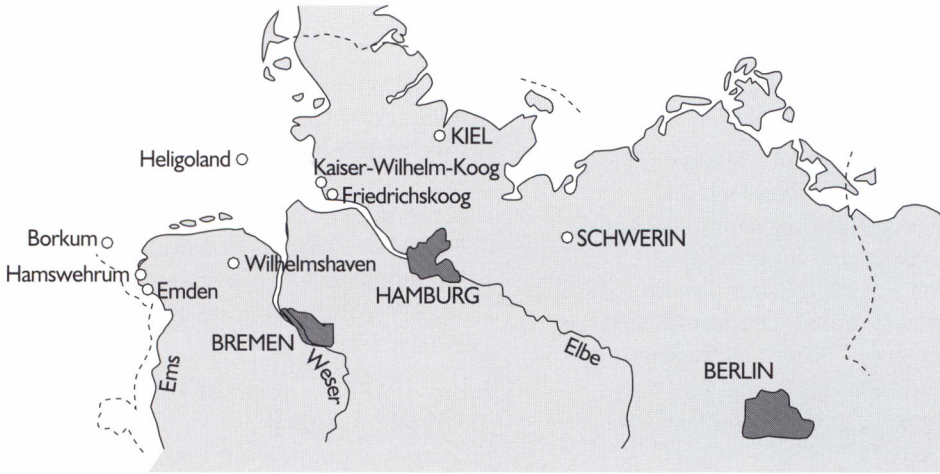 KIEL
Heligoland
Kaiser-Wilhelm-Koog
Friedrichskoog
Borkum
SCHWERIN
Hamswehrum
Wilhelmshaven
Emden
HAMBURG
BREMEN
Elbe
Weser
Ems
BERLIN